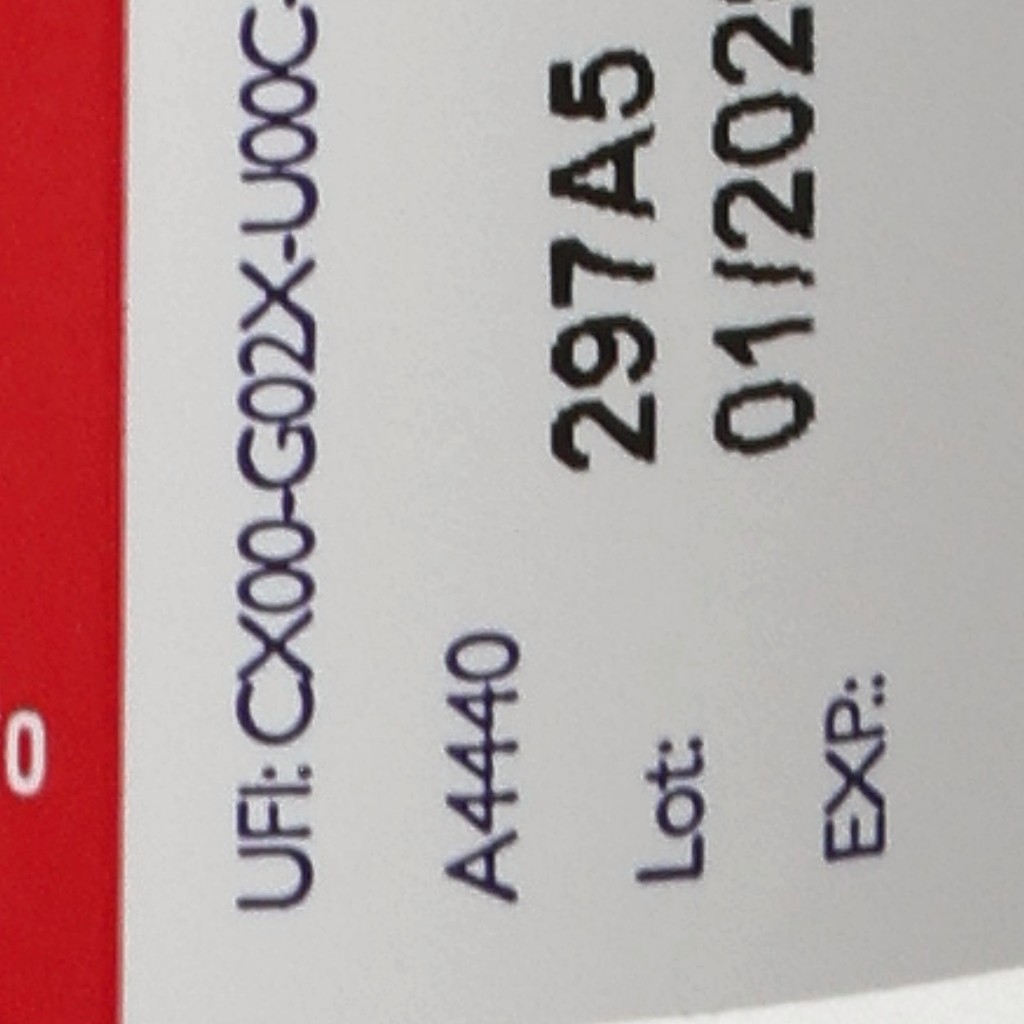 UFI: CX00-G02X-U00C-
A4440
Lot: 297A5
EXP.: 01/202